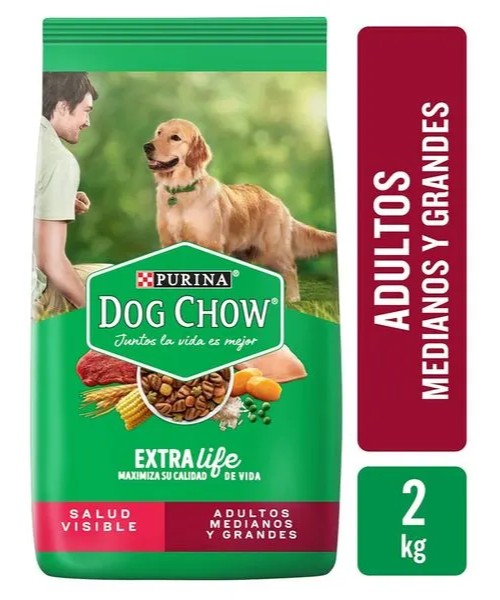 PURINA®
DOG CHOW®
Juntos la vida es mejor
EXTRA life
MAXIMIZA SU CALIDAD DE VIDA
SALUD
VISIBLE
ADULTOS
MEDIANOS
Y GRANDES
ADULTOS
MEDIANOS Y GRANDES
2
kg